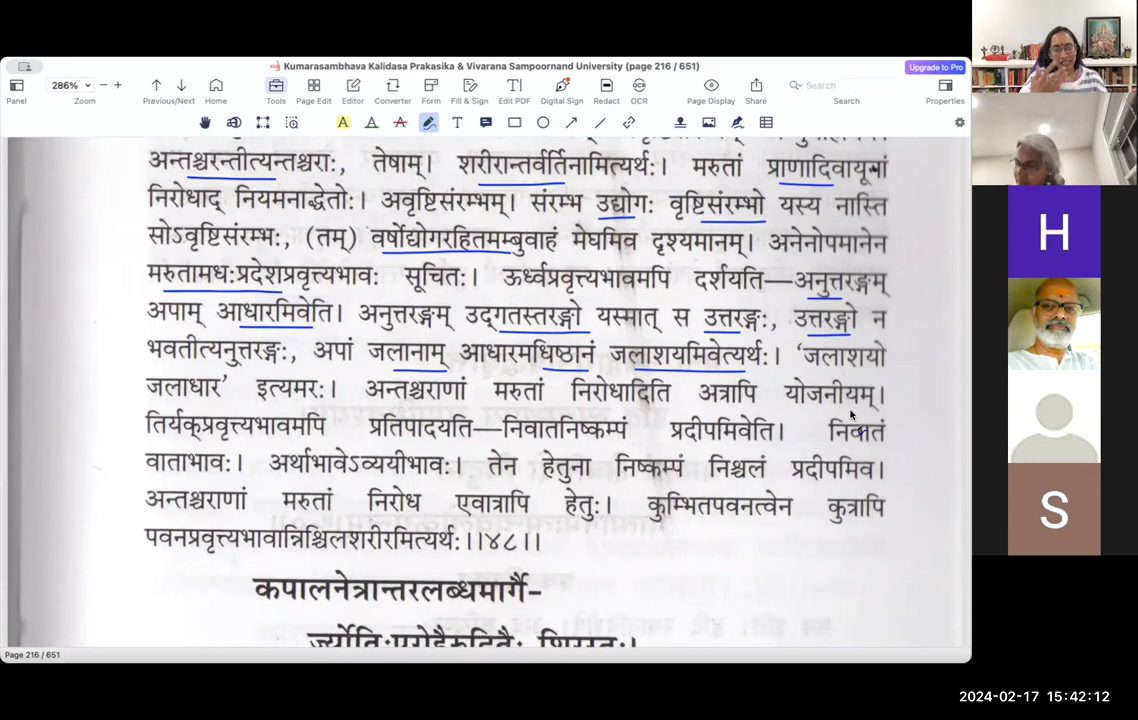 Kumarasambhava Kalidasa Prakasika & Vivarana Sampoornand University (page 216 / 651)
Upgrade to Pro
286%
Search
Panel Zoom Previous/Next Home Tools Page Edit Editor Converter Form Fill & Sign Edit PDF Digital Sign Redact OCR Page Display Share Search Properties
अन्तश्चरन्तीत्यन्तश्चराः, तेषाम्। शरीरान्तर्वर्तिनामित्यर्थः। मरुतां प्राणादिवायूनां
निरोधाद् नियमनाद्धेतोः। अवृष्टिसंरम्भम्। संरम्भ उद्योगः वृष्टिसंरम्भो यस्य नास्ति
सोऽवृष्टिसंरम्भः, (तम्) वर्षोद्योगरहितमम्बुवाहं मेघमिव दृश्यमानम्। अनेनोपमानेन
मरुतामधःप्रदेशप्रवृत्त्यभावः सूचितः। ऊर्ध्वप्रवृत्त्यभावमपि दर्शयति—अनुत्तरङ्गम्
अपाम् आधारमिवेति। अनुत्तरङ्गम् उद्गतस्तरङ्गो यस्मात् स उत्तरङ्गः, उत्तरङ्गो न
भवतीत्यनुत्तरङ्गः, अपां जलानाम् आधारमधिष्ठानं जलाशयमिवेत्यर्थः। 'जलाशयो
जलाधार' इत्यमरः। अन्तश्चराणां मरुतां निरोधादिति अत्रापि योजनीयम्।
तिर्यक्प्रवृत्त्यभावमपि प्रतिपादयति—निवातनिष्कम्पं प्रदीपमिवेति। निवातं
वाताभावः। अर्थाभावेऽव्ययीभावः। तेन हेतुना निष्कम्पं निश्चलं प्रदीपमिव।
अन्तश्चराणां मरुतां निरोध एवात्रापि हेतुः। कुम्भितपवनत्वेन कुत्रापि
पवनप्रवृत्त्यभावान्निश्चिलशरीरमित्यर्थः।।४८।।
कपालनेत्रान्तरलब्धमार्गै-
Page 216 / 651
H
S
2024-02-17 15:42:12